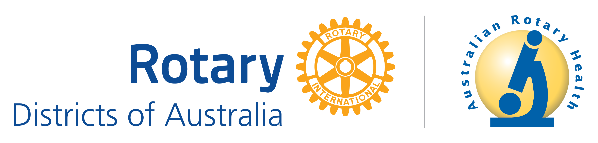 Rotary
Districts of Australia
ROTARY
INTERNATIONAL
Australian Rotary Health